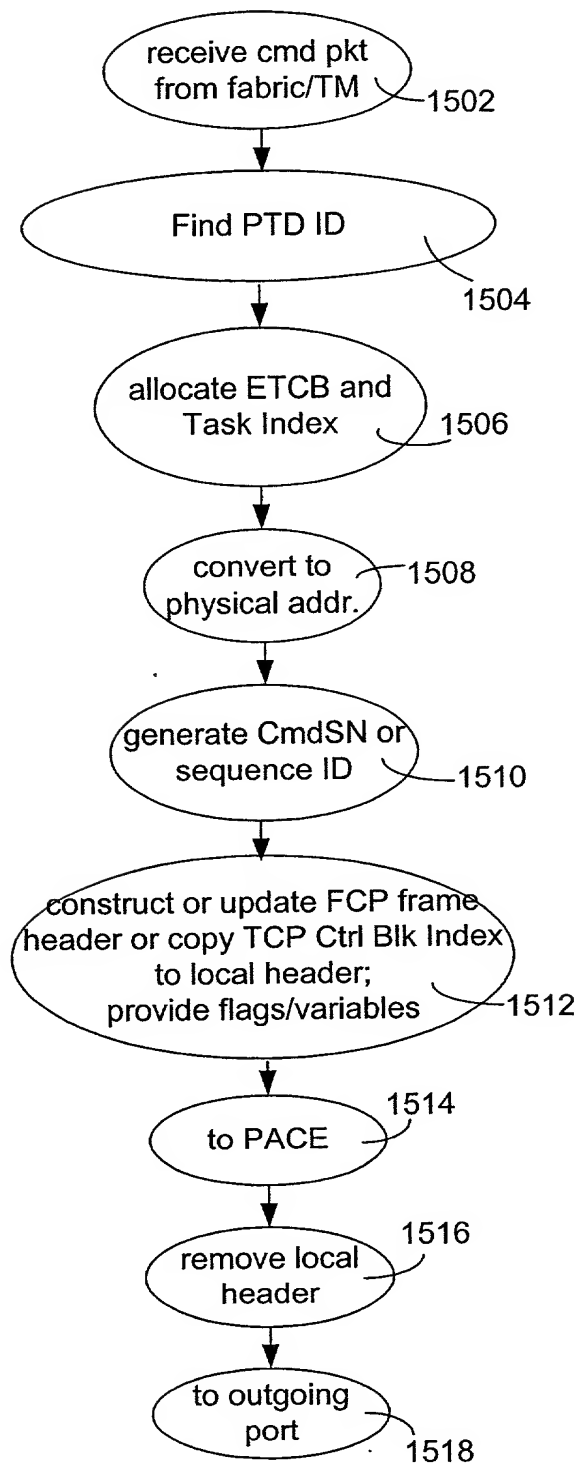 receive cmd pkt
from fabric/TM
1502
Find PTD ID
1504
allocate ETCB and
Task Index
1506
convert to
physical addr.
1508
generate CmdSN or
sequence ID
1510
construct or update FCP frame
header or copy TCP Ctrl Blk Index
to local header;
provide flags/variables
1512
to PACE
1514
remove local
header
1516
to outgoing
port
1518